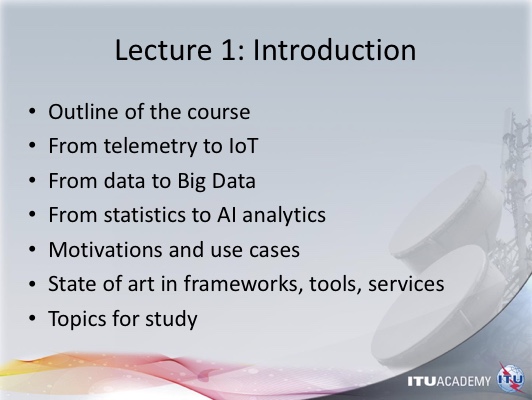 Lecture 1: Introduction
• Outline of the course
• From telemetry to IoT
• From data to Big Data
• From statistics to AI analytics
• Motivations and use cases
• State of art in frameworks, tools, services
• Topics for study
ITUACADEMY ITU